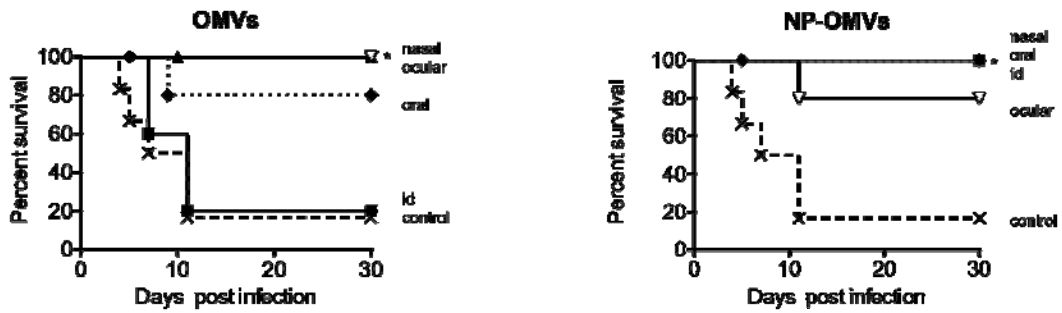 OMVs
Percent survival
100
80
60
40
20
0
0
10
20
30
Days post infection
* nasal
ocular
oral
id
control
NP-OMVs
Percent survival
100
80
60
40
20
0
0
10
20
30
Days post infection
nasal
* oral
id
ocular
control